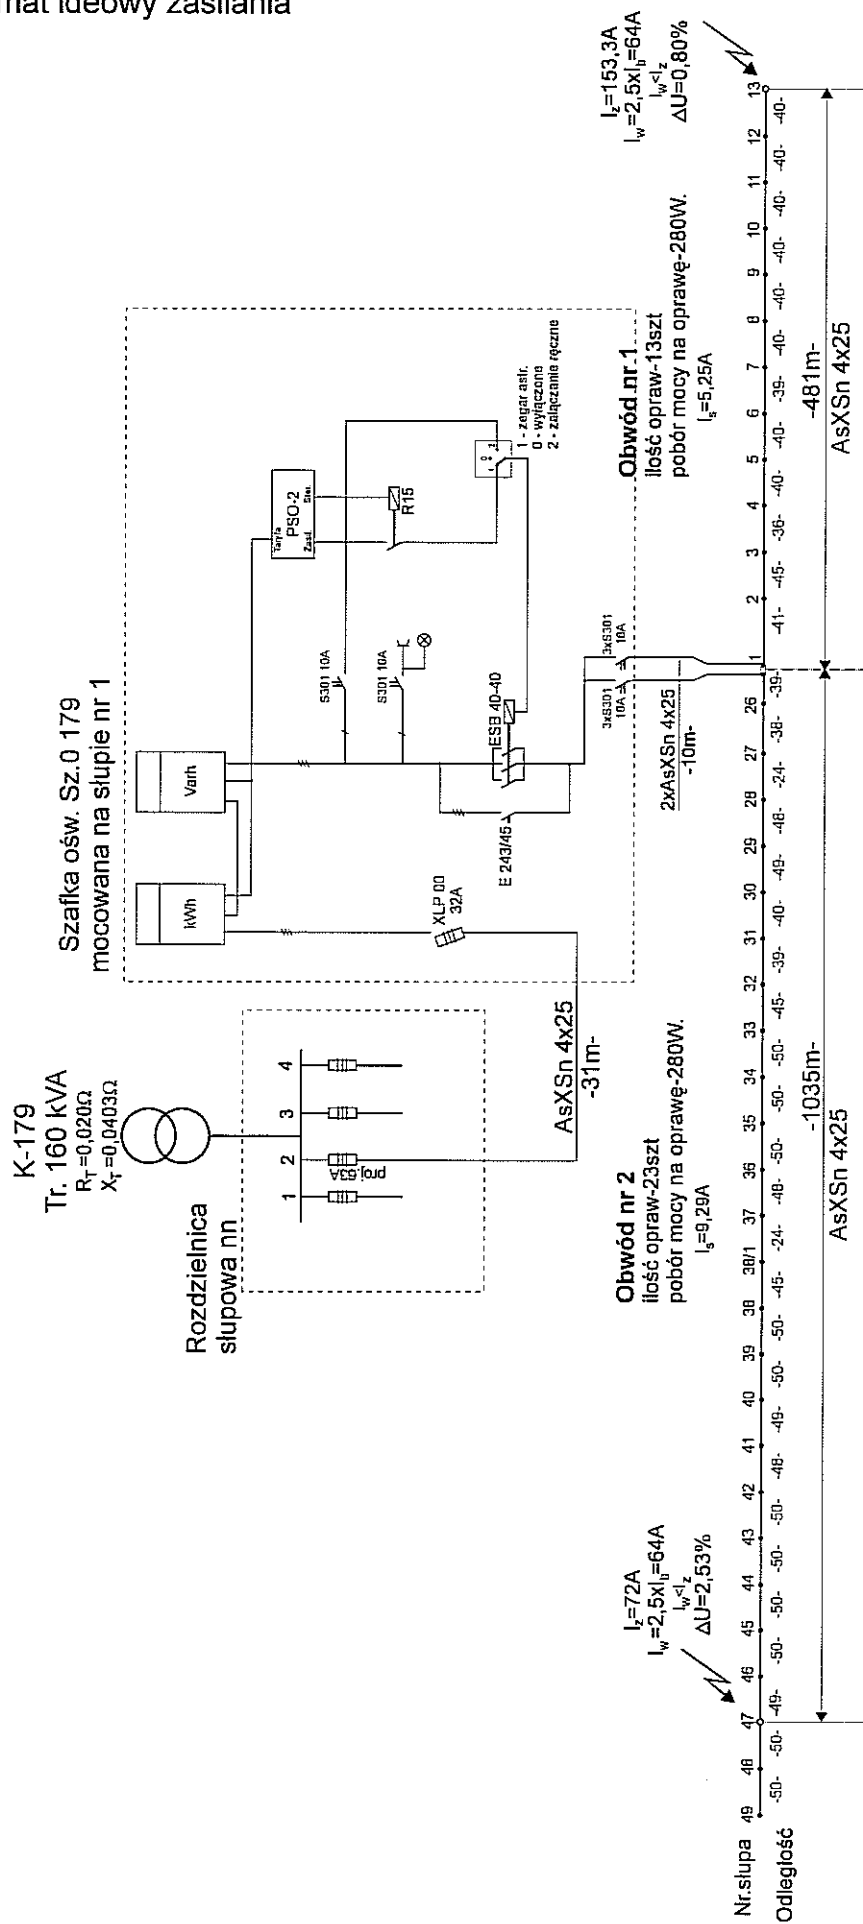 mat ideowy zasilania
K-179
Tr. 160 kVA
R_T=0,020Ω
X_T=0,0403Ω
Rozdzielnica
słupowa nn
1 2 3 4
proj.63A
AsXSn 4x25
-31m-
Szafka ośw. Sz.0 179
mocowana na słupie nr 1
kWh
Varh
XLP 00
32A
S301 10A
S301 10A
E 243/45
ESB 40-40
Taryfa
PSO-2
Zasil. Ster.
R15
1 0 2
1 - zegar astr.
0 - wyłączone
2 - załączanie ręczne
3xS301
10A
3xS301
10A
2xAsXSn 4x25
-10m-
Obwód nr 2
ilość opraw-23szt
pobór mocy na oprawę-280W.
I_s=9,29A
Obwód nr 1
ilość opraw-13szt
pobór mocy na oprawę-280W.
I_s=5,25A
I_z=72A
I_w=2,5xI_b=64A
I_w<I_z
ΔU=2,53%
I_z=153,3A
I_w=2,5xI_b=64A
I_w<I_z
ΔU=0,80%
Nr.słupa 49 48 47 46 45 44 43 42 41 40 39 38 38/1 37 36 35 34 33 32 31 30 29 28 27 26 1 2 3 4 5 6 7 8 9 10 11 12 13
Odległość -50- -50- -49- -50- -50- -50- -50- -48- -49- -50- -50- -45- -24- -48- -50- -50- -50- -45- -39- -40- -49- -48- -24- -38- -39- -41- -45- -36- -40- -40- -39- -40- -40- -40- -40- -40- -40-
-1035m-
AsXSn 4x25
-481m-
AsXSn 4x25